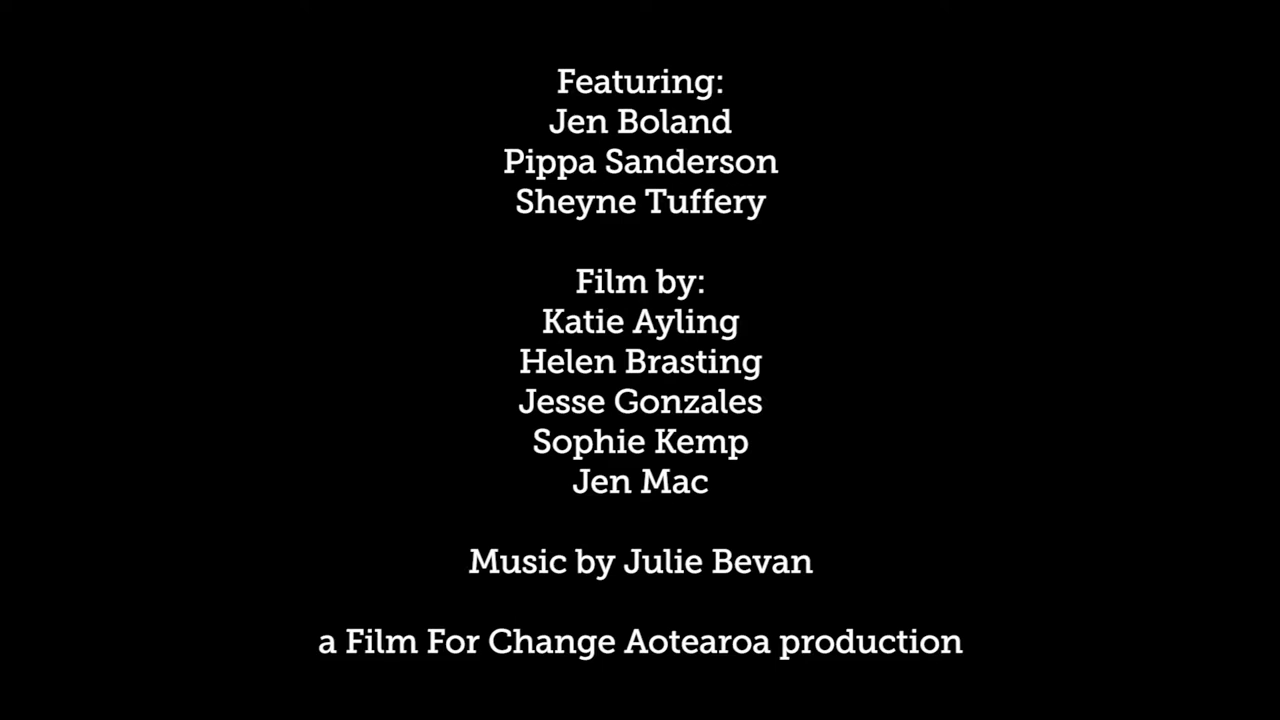 Featuring:
Jen Boland
Pippa Sanderson
Sheyne Tuffery
Film by:
Katie Ayling
Helen Brasting
Jesse Gonzales
Sophie Kemp
Jen Mac
Music by Julie Bevan
a Film For Change Aotearoa production